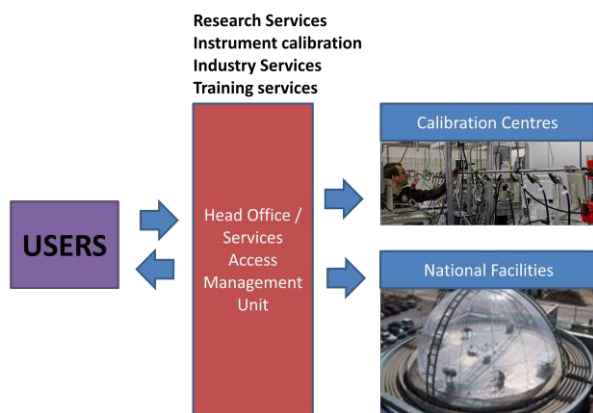 Research Services
Instrument calibration
Industry Services
Training services
Calibration Centres
USERS
Head Office /
Services
Access
Management
Unit
National Facilities